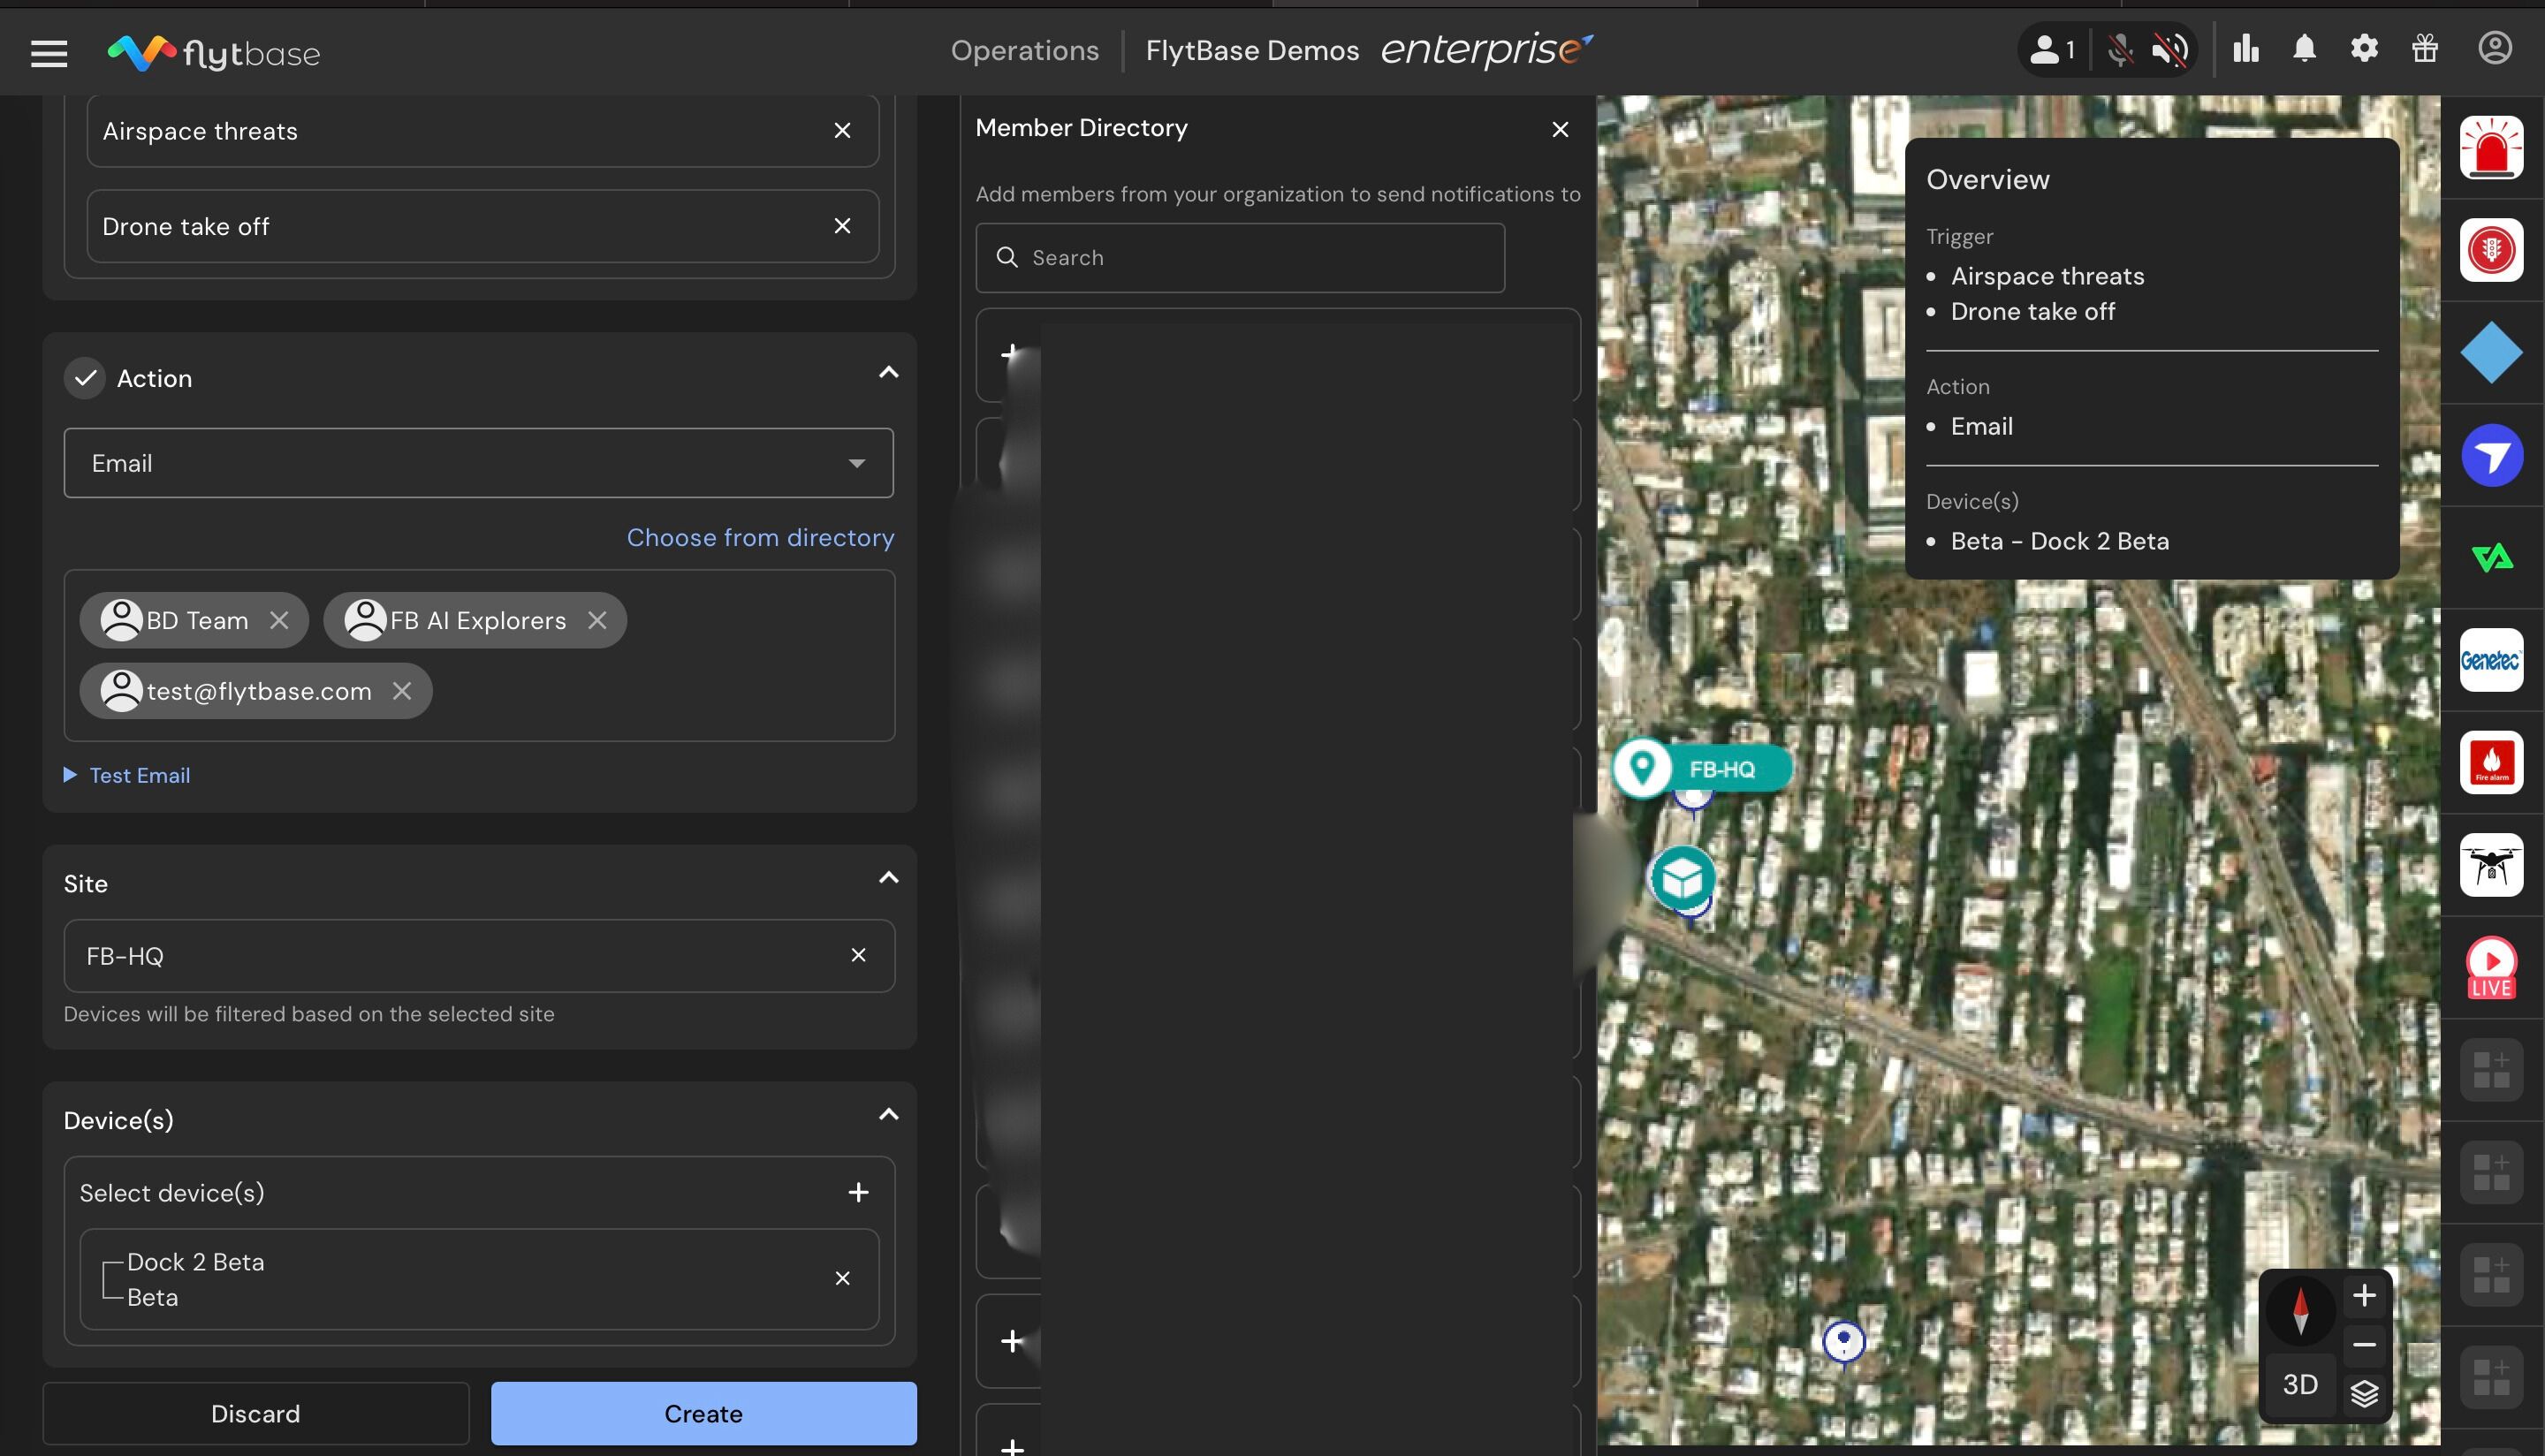 flytbase
Operations
FlytBase Demos
enterprise
1
Airspace threats
Drone take off
Action
Email
Choose from directory
BD Team
FB AI Explorers
test@flytbase.com
Test Email
Site
FB-HQ
Devices will be filtered based on the selected site
Device(s)
Select device(s)
Dock 2 Beta
Beta
Discard
Create
Member Directory
Add members from your organization to send notifications to
Search
FB-HQ
Overview
Trigger
• Airspace threats
• Drone take off
Action
• Email
Device(s)
• Beta - Dock 2 Beta
3D
Genetec
Fire alarm
LIVE